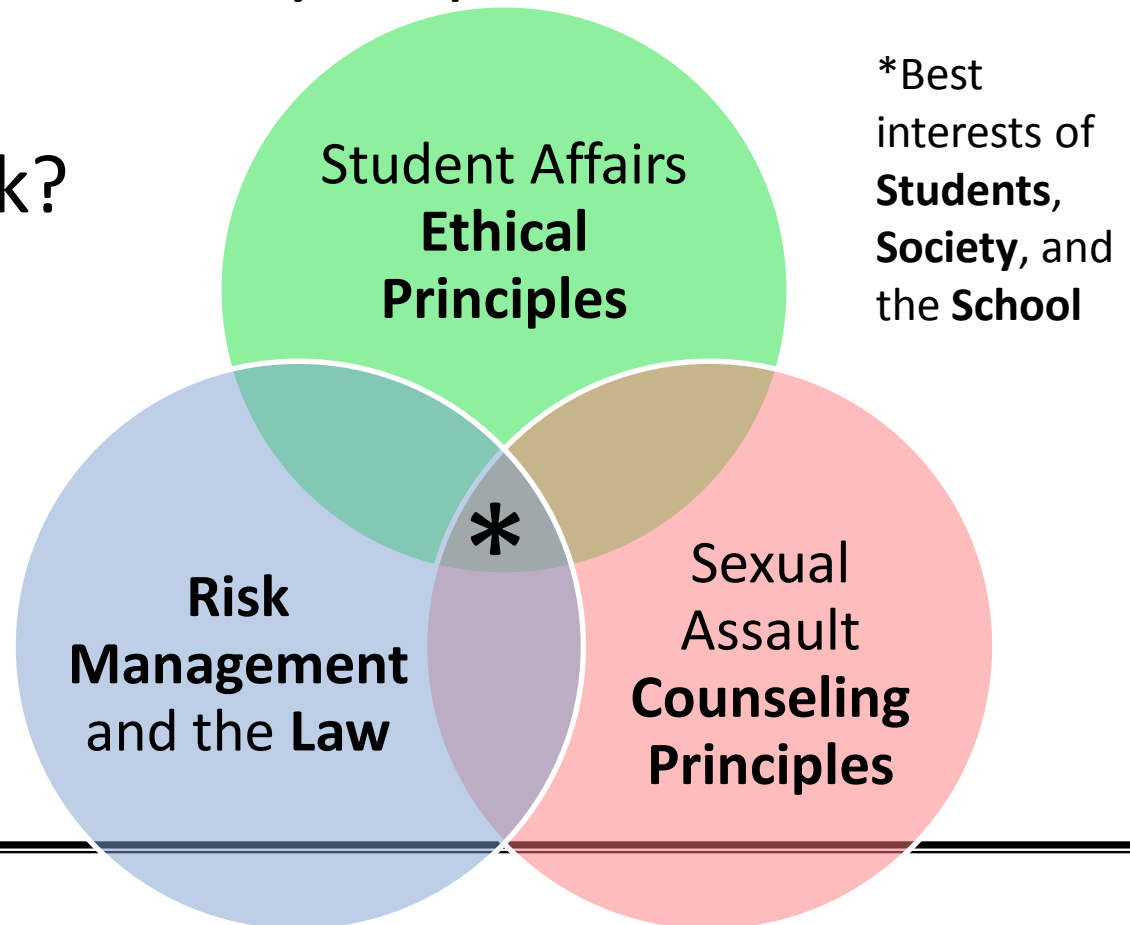 k?
Student Affairs
Ethical
Principles
*Best
interests of
Students,
Society, and
the School
*
Risk
Management
and the Law
Sexual
Assault
Counseling
Principles